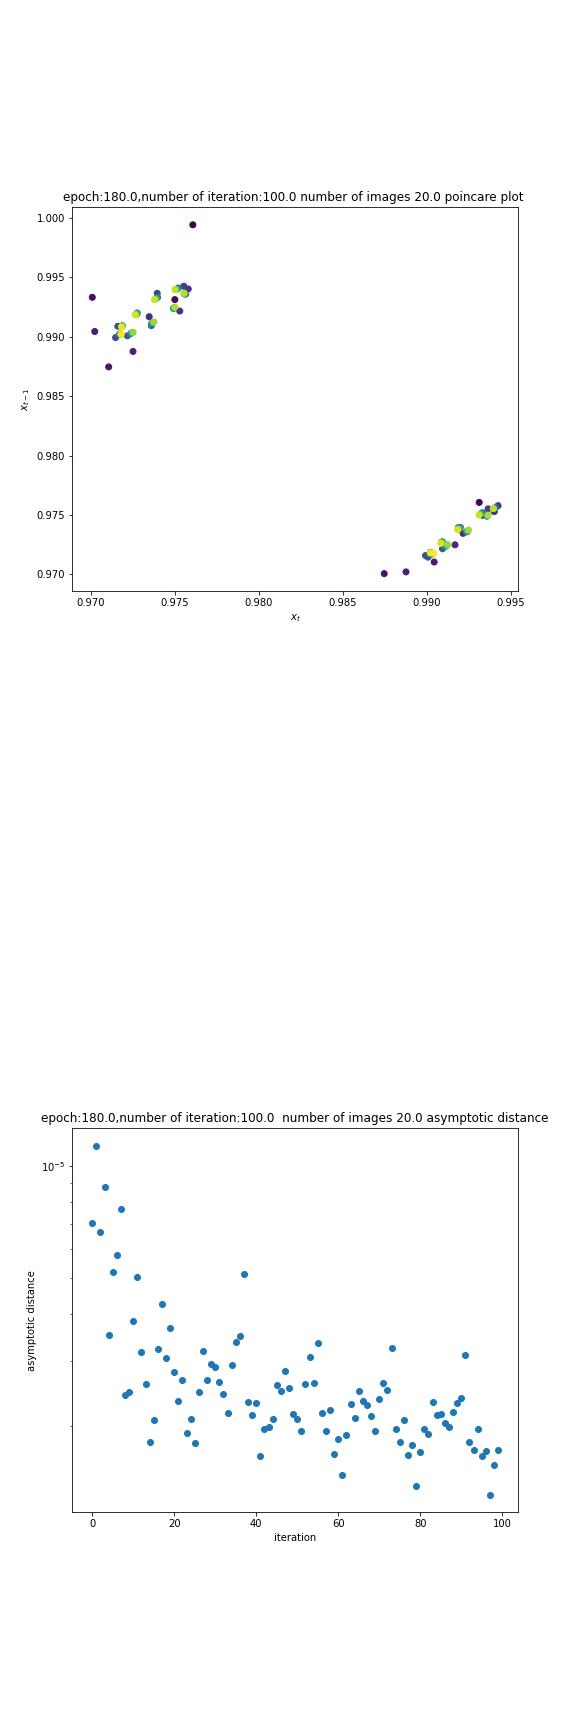 epoch:180.0,number of iteration:100.0 number of images 20.0 poincare plot
1.000
0.995
0.990
0.985
0.980
0.975
0.970
x_{t−1}
0.970 0.975 0.980 0.985 0.990 0.995
x_t
epoch:180.0,number of iteration:100.0  number of images 20.0 asymptotic distance
10^{−5}
asymptotic distance
0 20 40 60 80 100
iteration